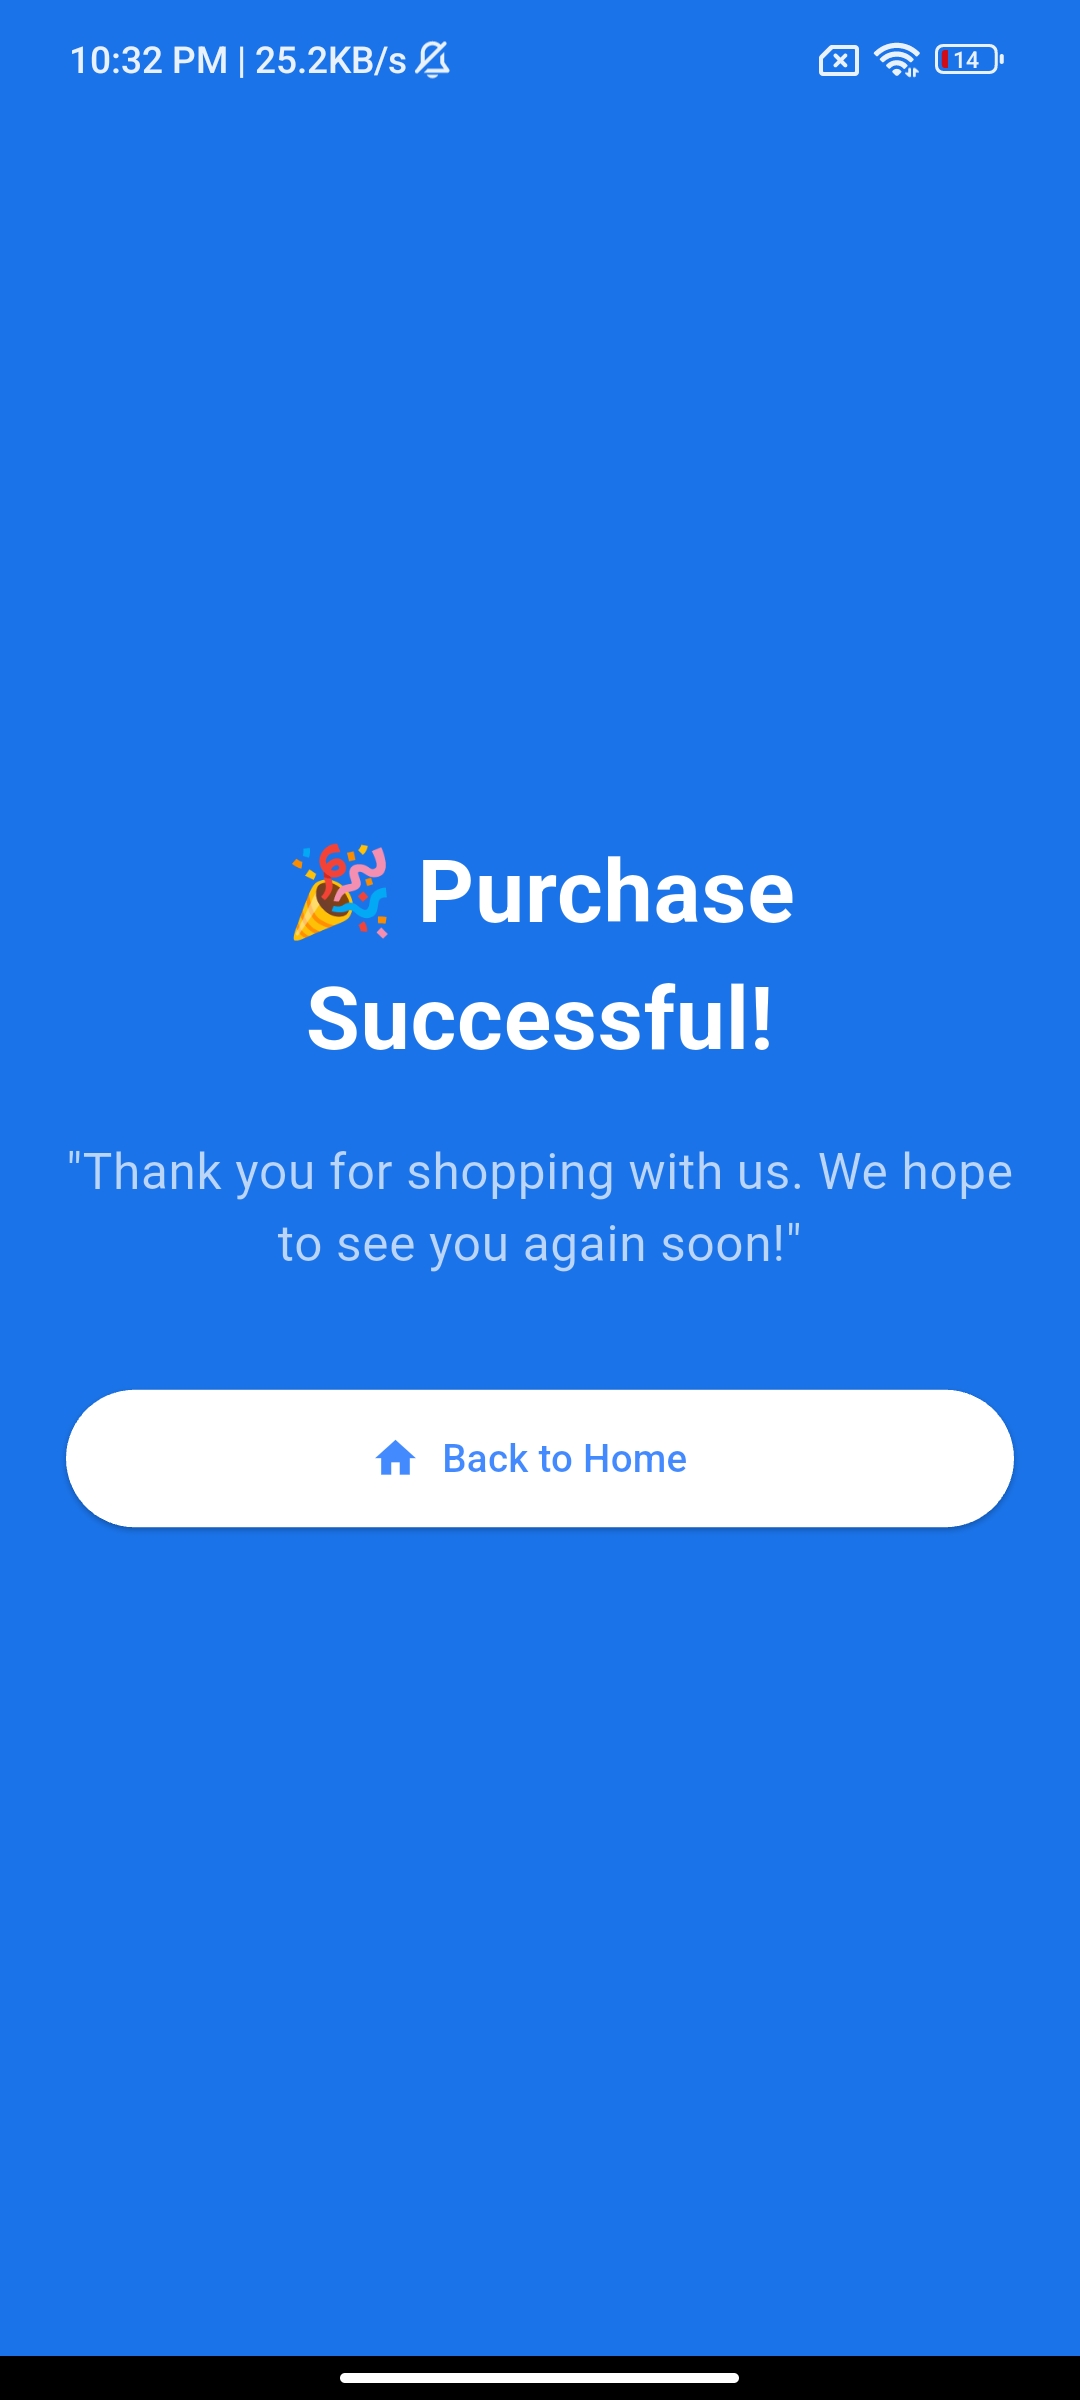 10:32 PM | 25.2KB/s
14
🎉 Purchase
Successful!
"Thank you for shopping with us. We hope
to see you again soon!"
Back to Home